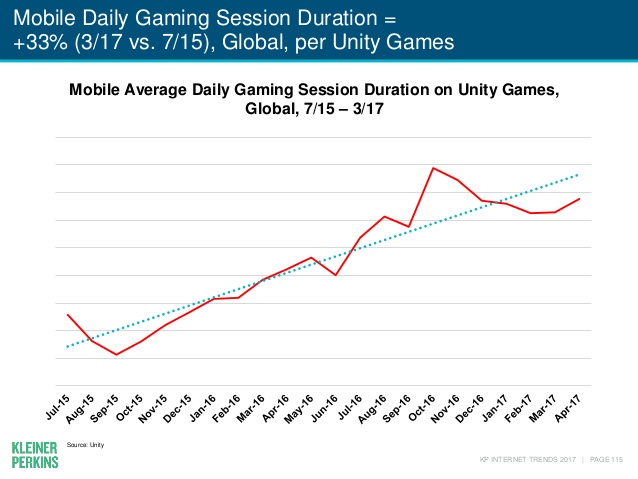 Mobile Daily Gaming Session Duration =
+33% (3/17 vs. 7/15), Global, per Unity Games
Mobile Average Daily Gaming Session Duration on Unity Games,
Global, 7/15 – 3/17
Jul-15
Aug-15
Sep-15
Oct-15
Nov-15
Dec-15
Jan-16
Feb-16
Mar-16
Apr-16
May-16
Jun-16
Jul-16
Aug-16
Sep-16
Oct-16
Nov-16
Dec-16
Jan-17
Feb-17
Mar-17
Apr-17
KLEINER
PERKINS
Source: Unity
KP INTERNET TRENDS 2017 | PAGE 115